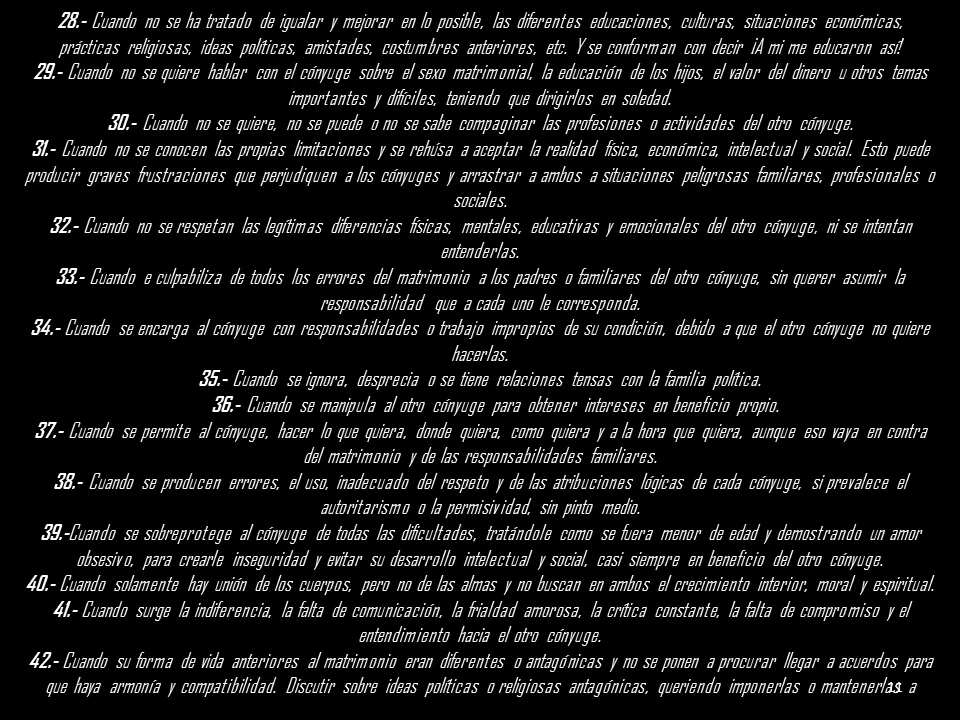 28.- Cuando no se ha tratado de igualar y mejorar en lo posible, las diferentes educaciones, culturas, situaciones económicas,
prácticas religiosas, ideas políticas, amistades, costumbres anteriores, etc. Y se conforman con decir ¡A mi me educaron así!
29.- Cuando no se quiere hablar con el cónyuge sobre el sexo matrimonial, la educación de los hijos, el valor del dinero u otros temas
importantes y difíciles, teniendo que dirigirlos en soledad.
30.- Cuando no se quiere, no se puede o no se sabe compaginar las profesiones o actividades del otro cónyuge.
31.- Cuando no se conocen las propias limitaciones y se rehúsa a aceptar la realidad física, económica, intelectual y social. Esto puede
producir graves frustraciones que perjudiquen a los cónyuges y arrastrar a ambos a situaciones peligrosas familiares, profesionales o
sociales.
32.- Cuando no se respetan las legítimas diferencias físicas, mentales, educativas y emocionales del otro cónyuge, ni se intentan
entenderlas.
33.- Cuando e culpabiliza de todos los errores del matrimonio a los padres o familiares del otro cónyuge, sin querer asumir la
responsabilidad que a cada uno le corresponda.
34.- Cuando se encarga al cónyuge con responsabilidades o trabajo impropios de su condición, debido a que el otro cónyuge no quiere
hacerlas.
35.- Cuando se ignora, desprecia o se tiene relaciones tensas con la familia política.
36.- Cuando se manipula al otro cónyuge para obtener intereses en beneficio propio.
37.- Cuando se permite al cónyuge, hacer lo que quiera, donde quiera, como quiera y a la hora que quiera, aunque eso vaya en contra
del matrimonio y de las responsabilidades familiares.
38.- Cuando se producen errores, el uso, inadecuado del respeto y de las atribuciones lógicas de cada cónyuge, si prevalece el
autoritarismo o la permisividad, sin pinto medio.
39.-Cuando se sobreprotege al cónyuge de todas las dificultades, tratándole como se fuera menor de edad y demostrando un amor
obsesivo, para crearle inseguridad y evitar su desarrollo intelectual y social, casi siempre en beneficio del otro cónyuge.
40.- Cuando solamente hay unión de los cuerpos, pero no de las almas y no buscan en ambos el crecimiento interior, moral y espiritual.
41.- Cuando surge la indiferencia, la falta de comunicación, la frialdad amorosa, la crítica constante, la falta de compromiso y el
entendimiento hacia el otro cónyuge.
42.- Cuando su forma de vida anteriores al matrimonio eran diferentes o antagónicas y no se ponen a procurar llegar a acuerdos para
que haya armonía y compatibilidad. Discutir sobre ideas políticas o religiosas antagónicas, queriendo imponerlas o mantenerlas a